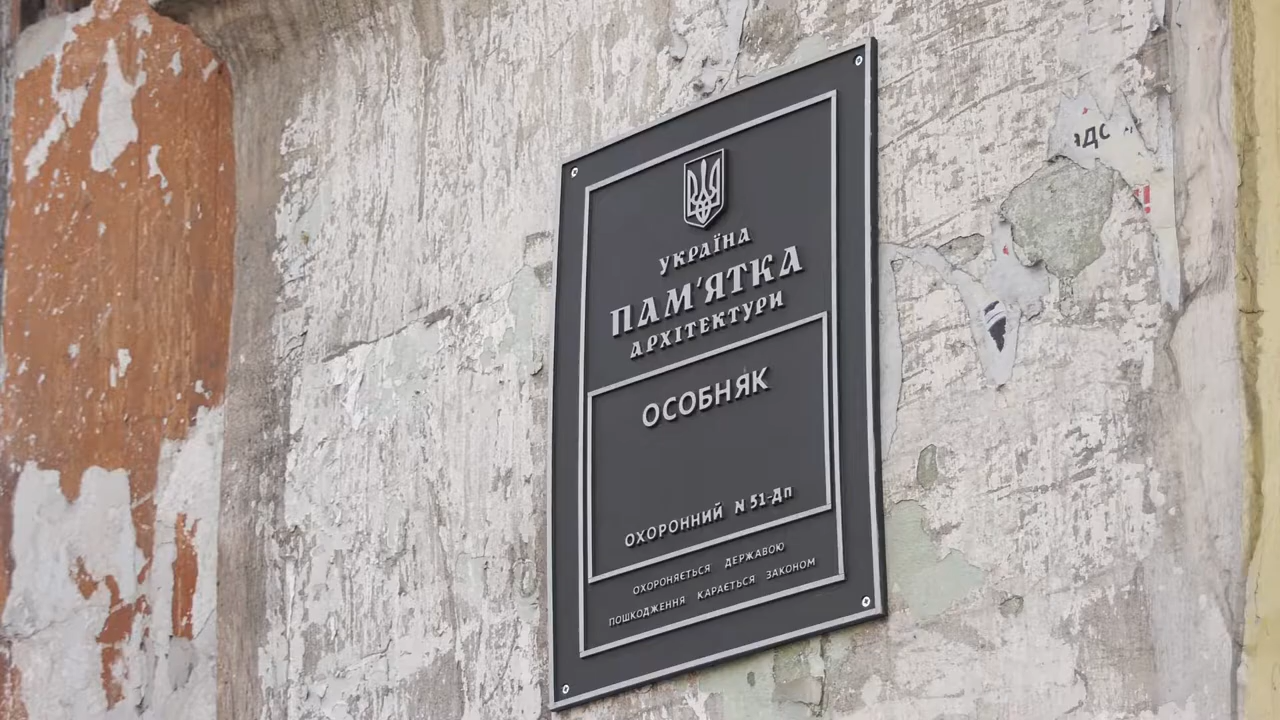 УКРАЇНА
ПАМ'ЯТКА
АРХІТЕКТУРИ
ОСОБНЯК
ОХОРОННИЙ N 51-Дп
ОХОРОНЯЄТЬСЯ ДЕРЖАВОЮ
ПОШКОДЖЕННЯ КАРАЄТЬСЯ ЗАКОНОМ